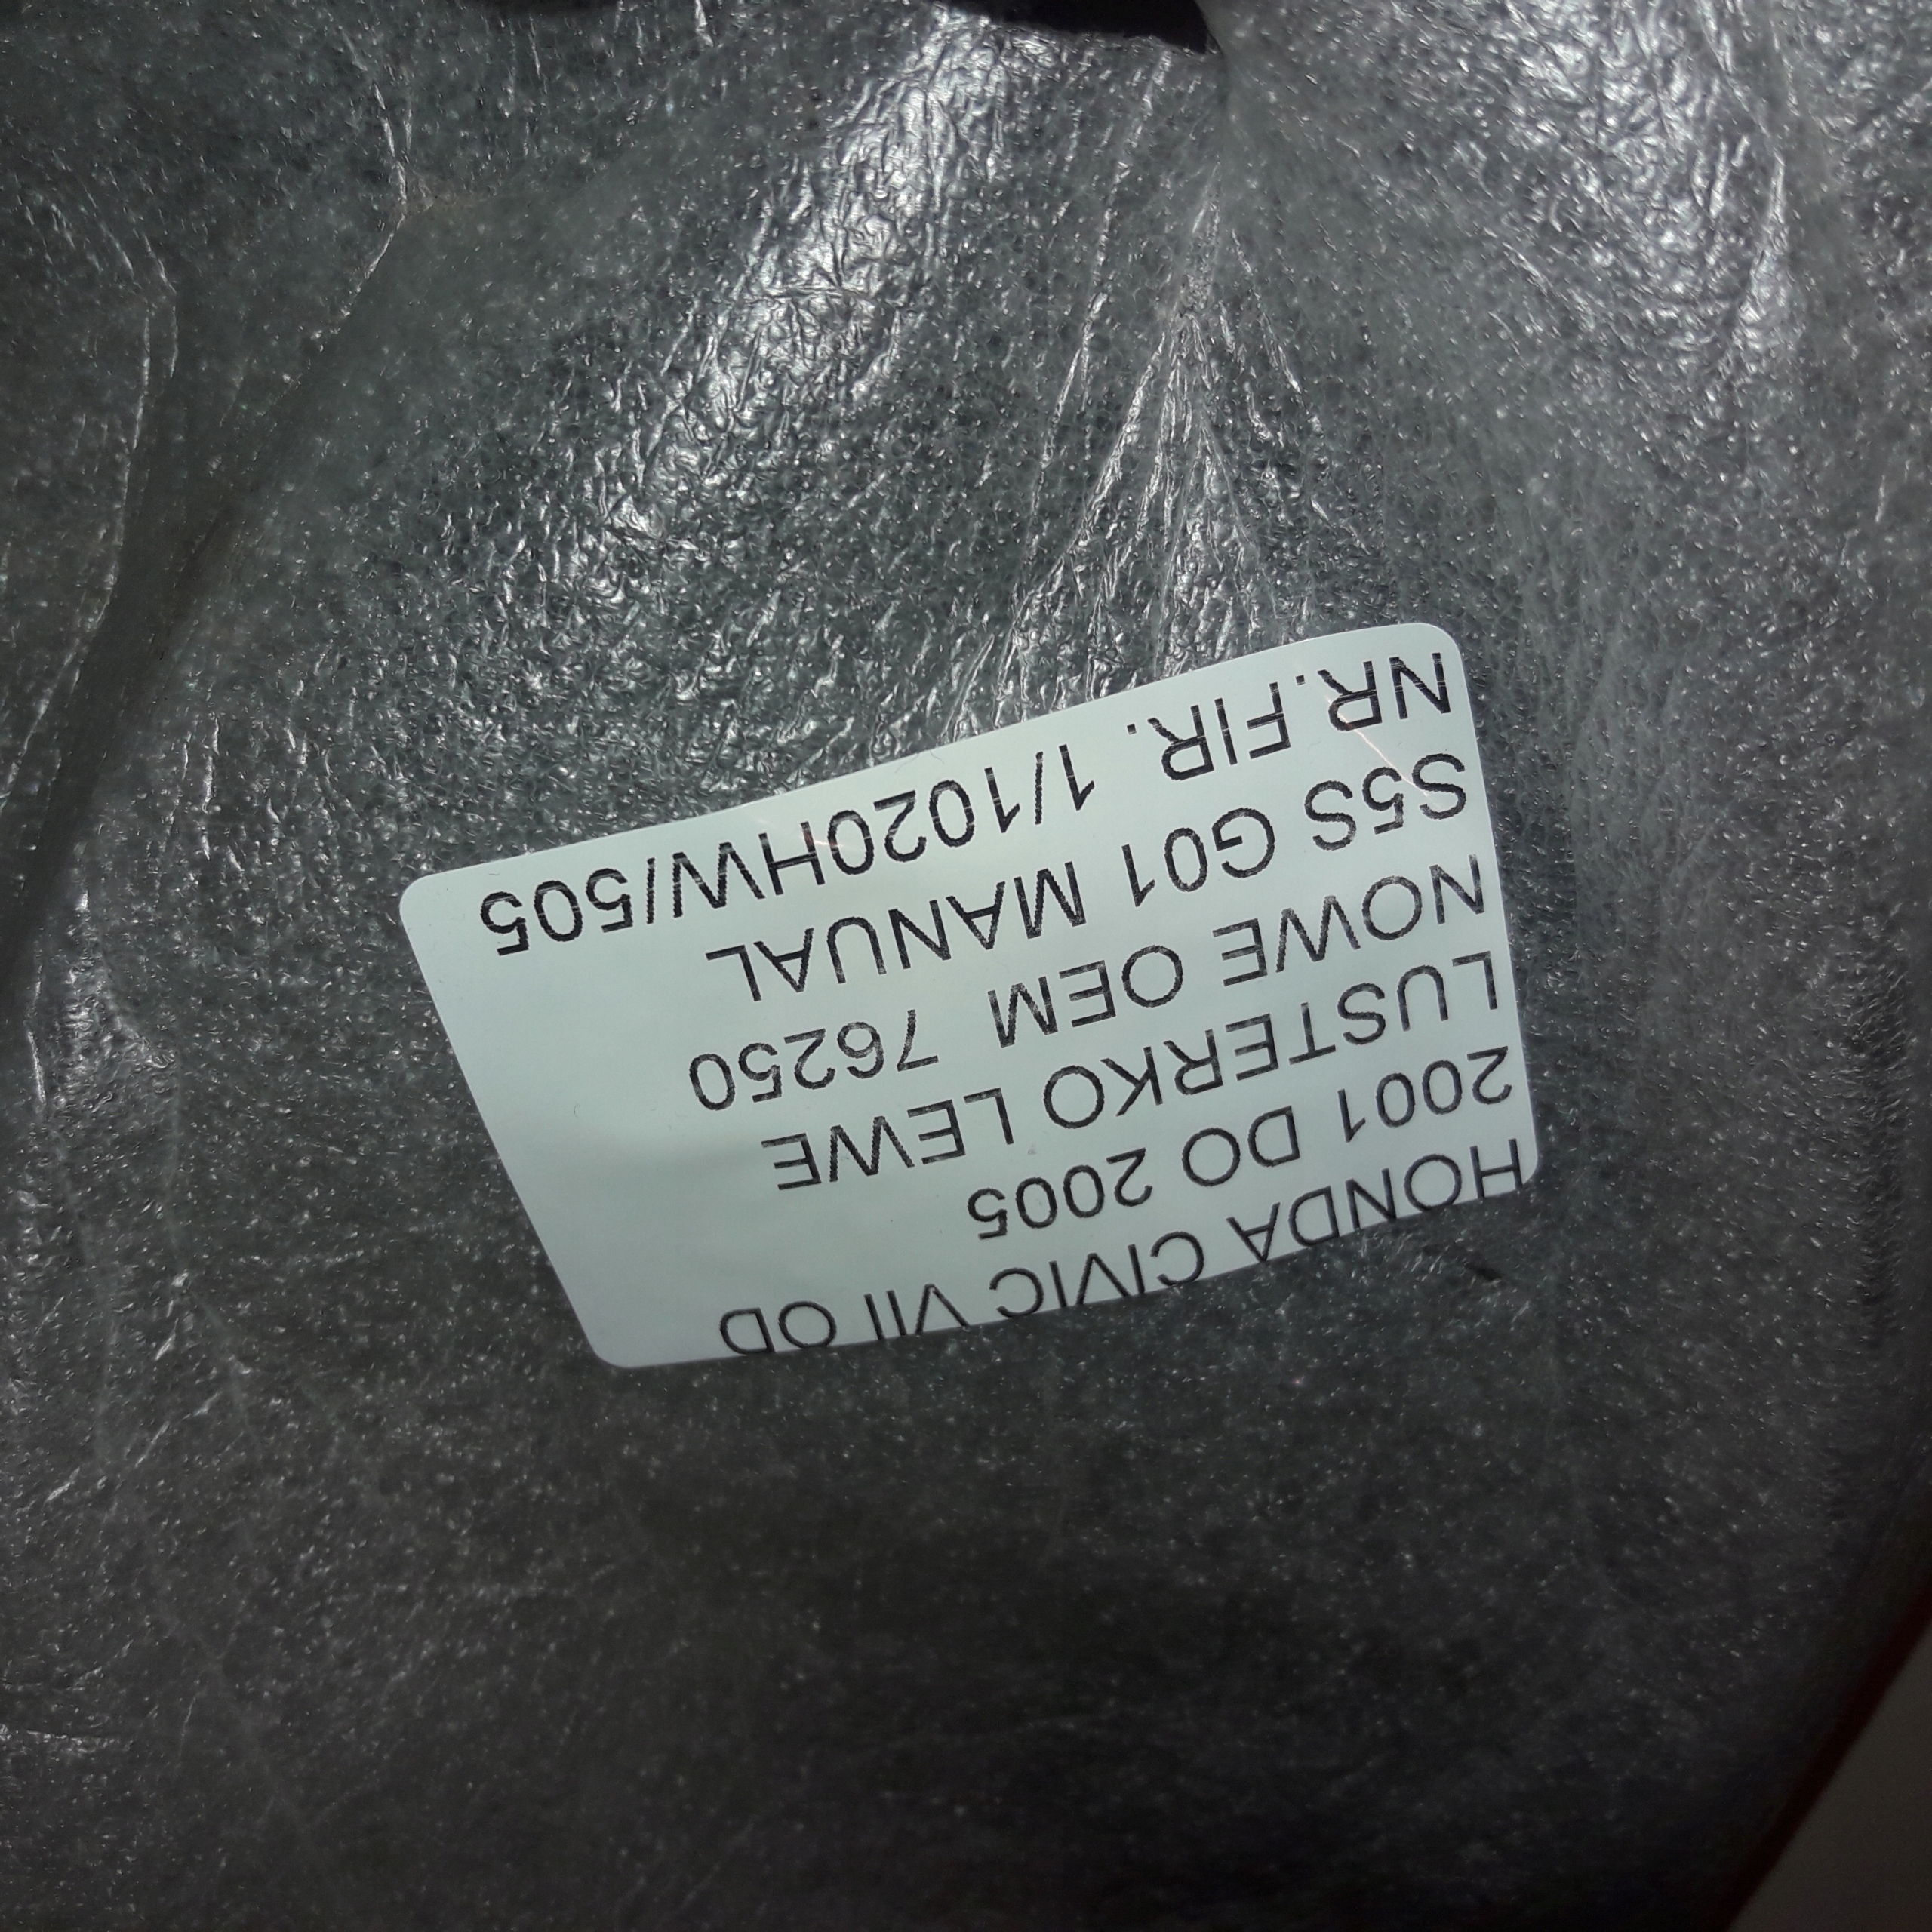 HONDA CIVIC VII OD
2001 DO 2005
LUSTERKO LEWE
NOWE OEM 76250
S5S G01 MANUAL
NR.FIR. 1/1020HW/505